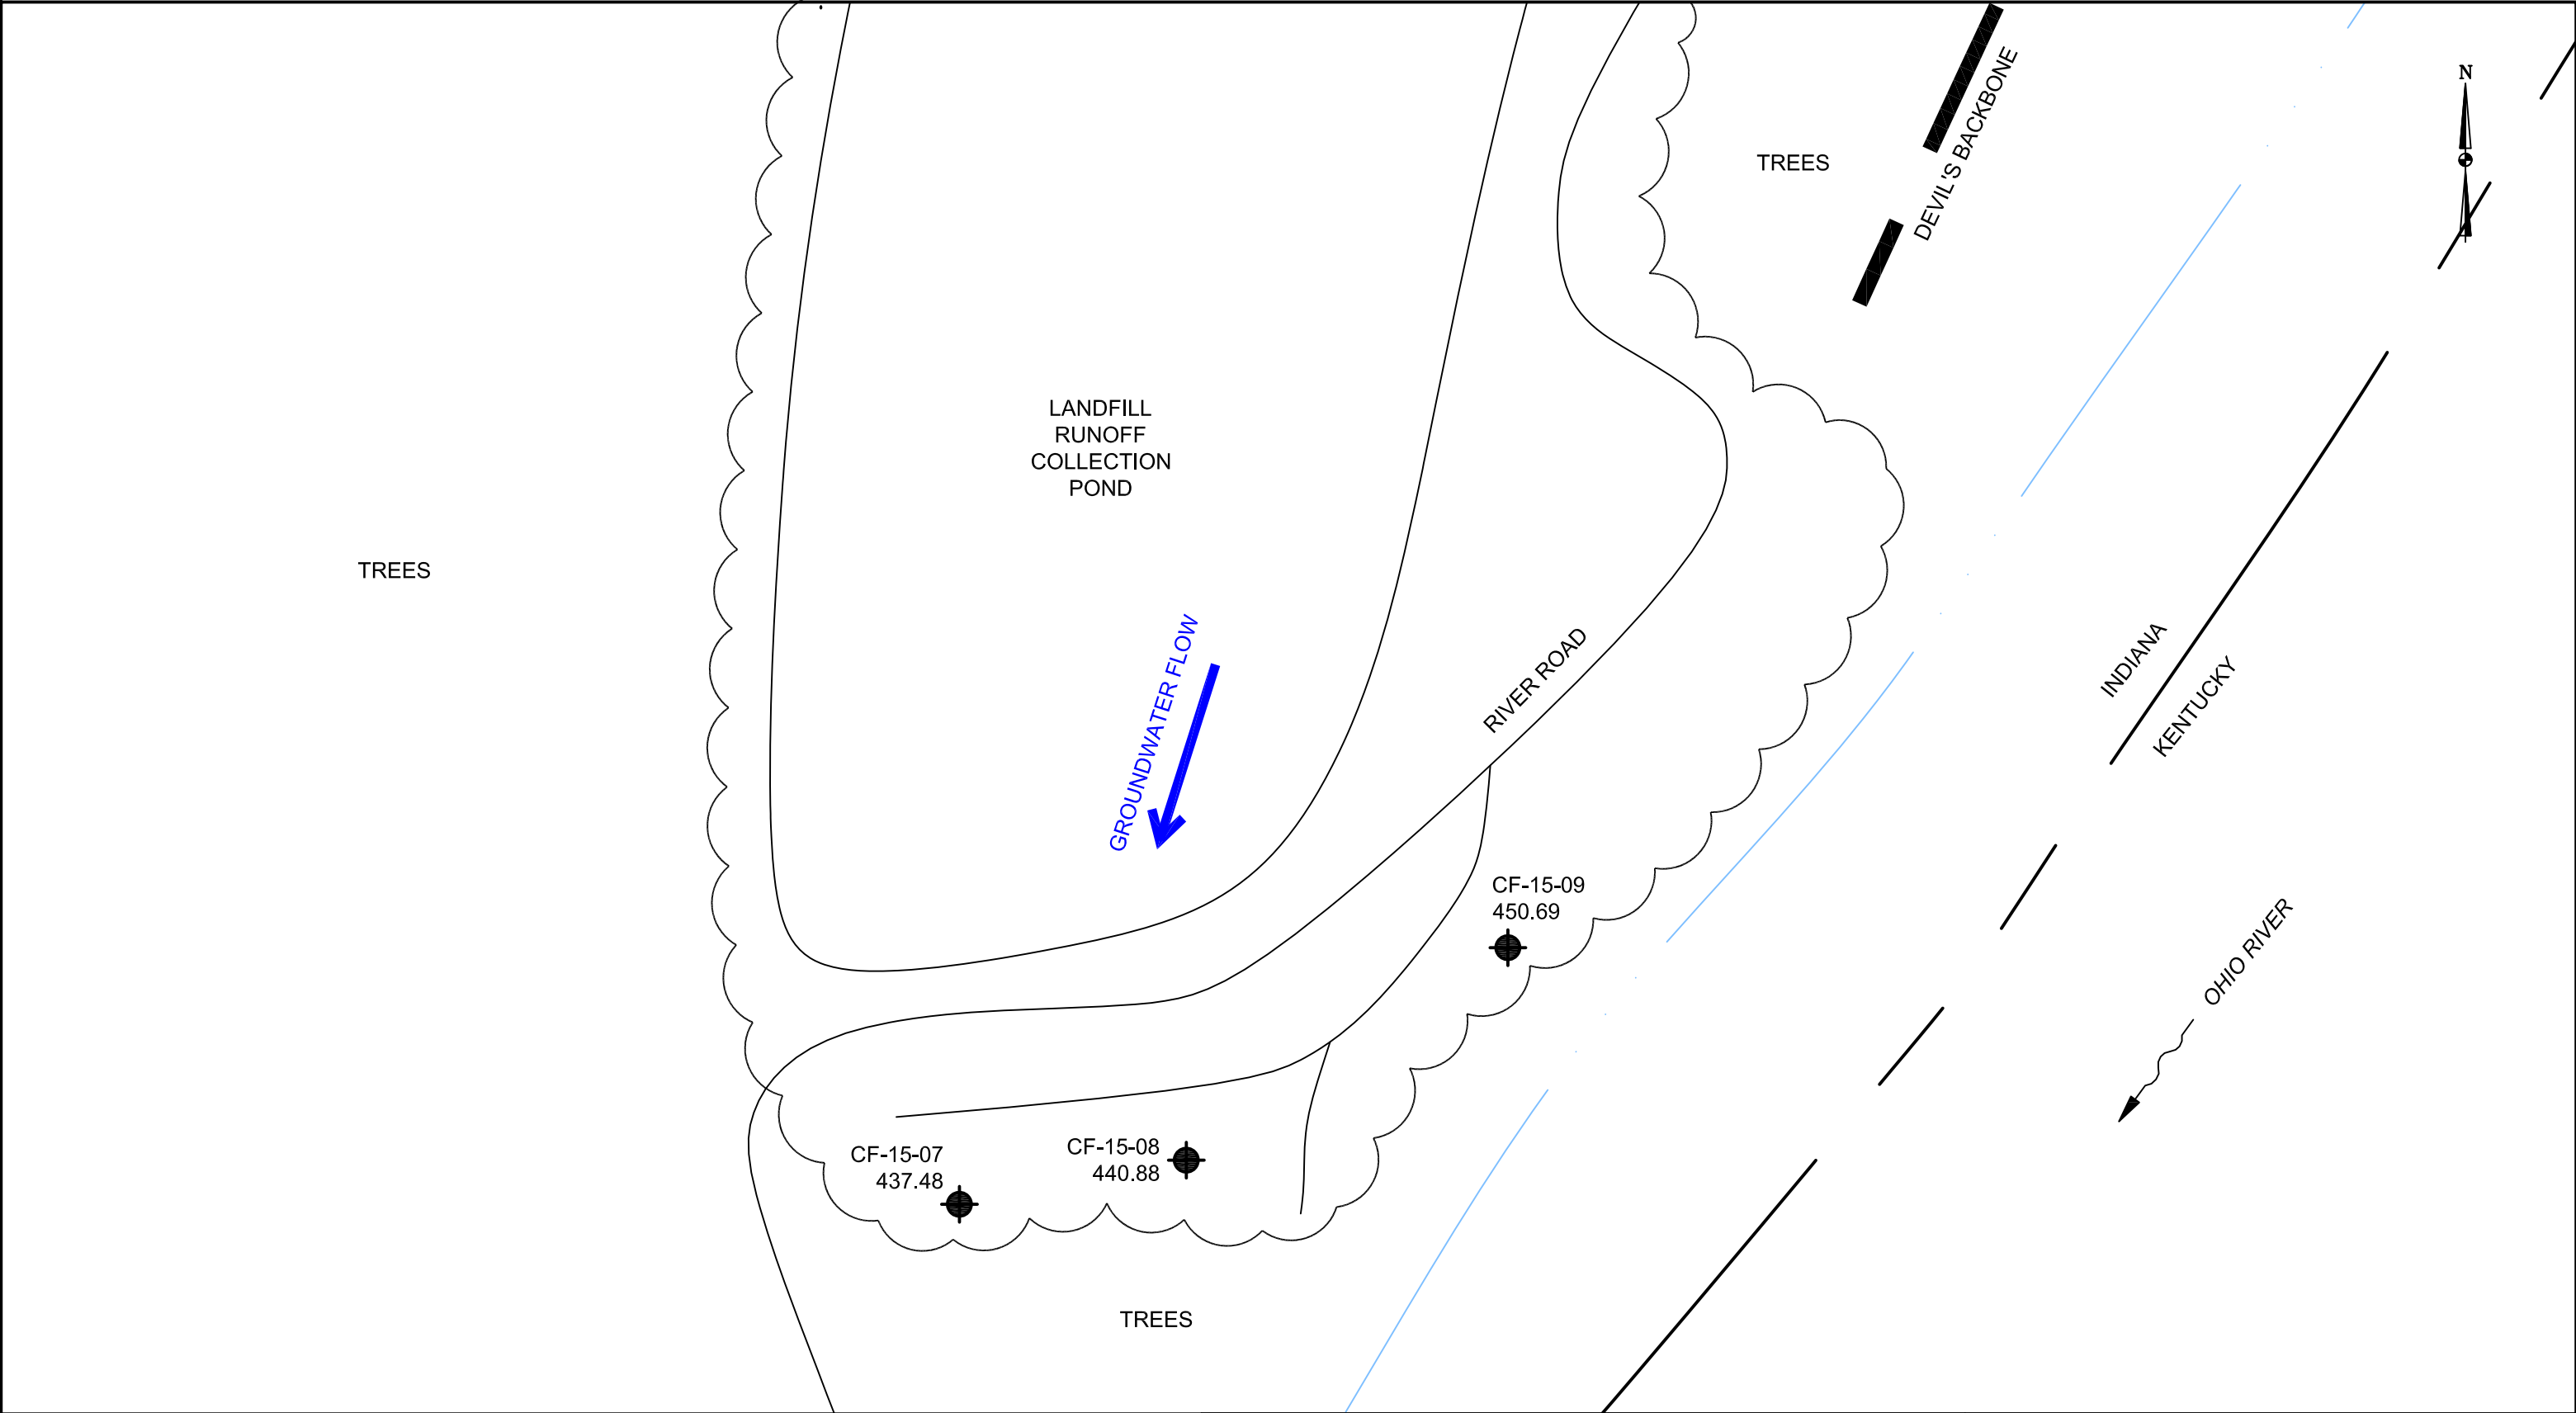 N
DEVIL'S BACKBONE
TREES
LANDFILL
RUNOFF
COLLECTION
POND
TREES
GROUNDWATER FLOW
RIVER ROAD
INDIANA
KENTUCKY
CF-15-09
450.69
OHIO RIVER
CF-15-07
437.48
CF-15-08
440.88
TREES